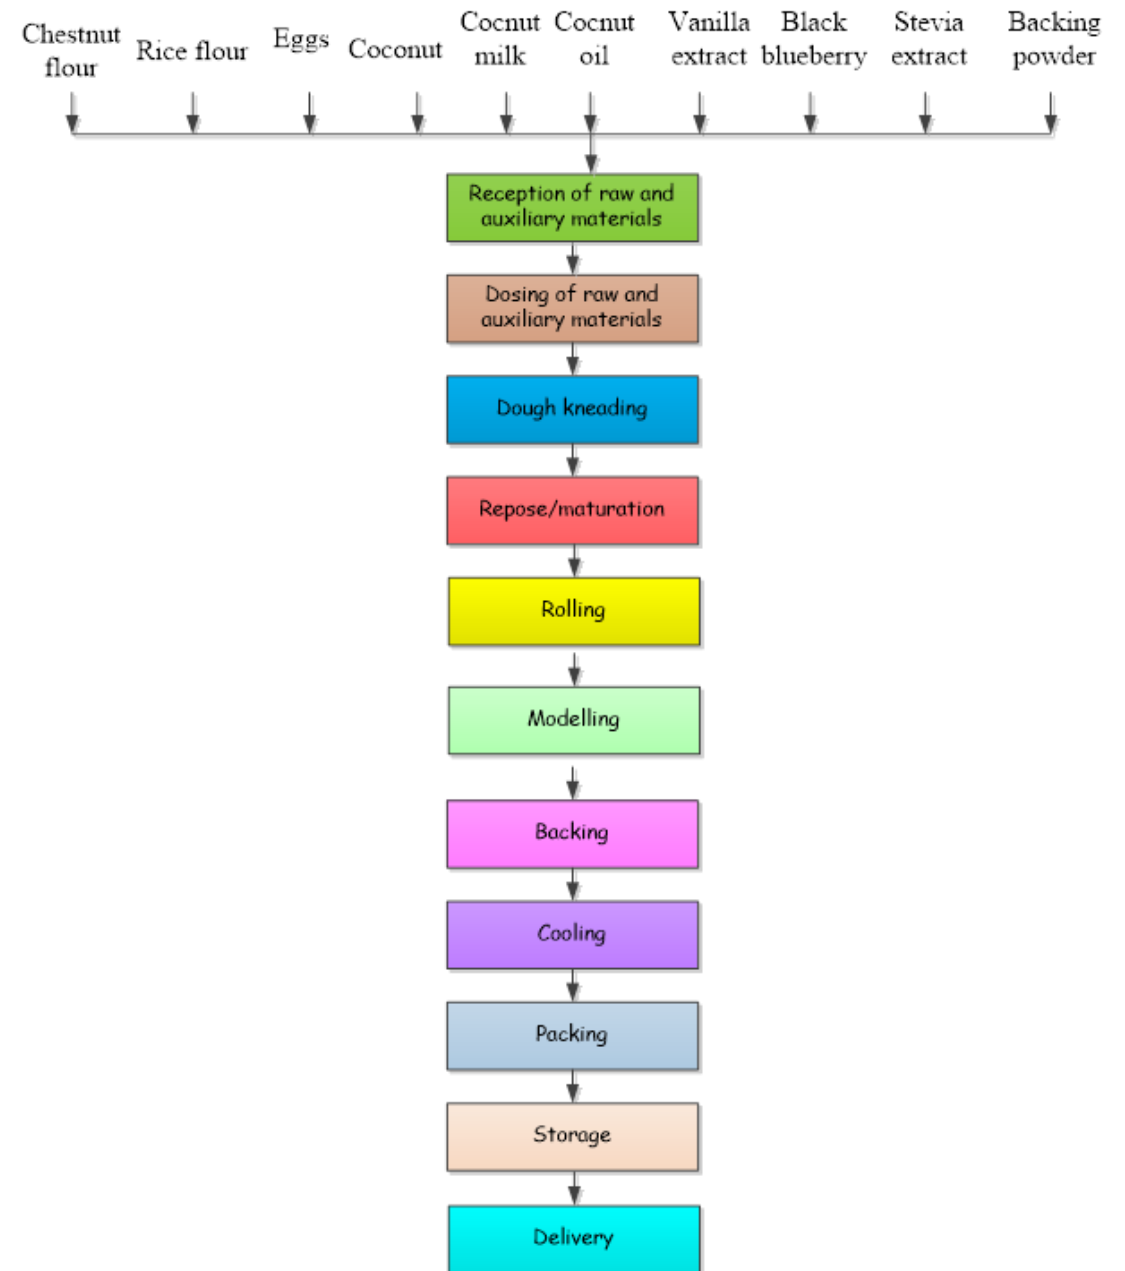 Chestnut
flour
Rice flour
Eggs
Coconut
Cocnut
milk
Cocnut
oil
Vanilla
extract
Black
blueberry
Stevia
extract
Backing
powder
Reception of raw and
auxiliary materials
Dosing of raw and
auxiliary materials
Dough kneading
Repose/maturation
Rolling
Modelling
Backing
Cooling
Packing
Storage
Delivery